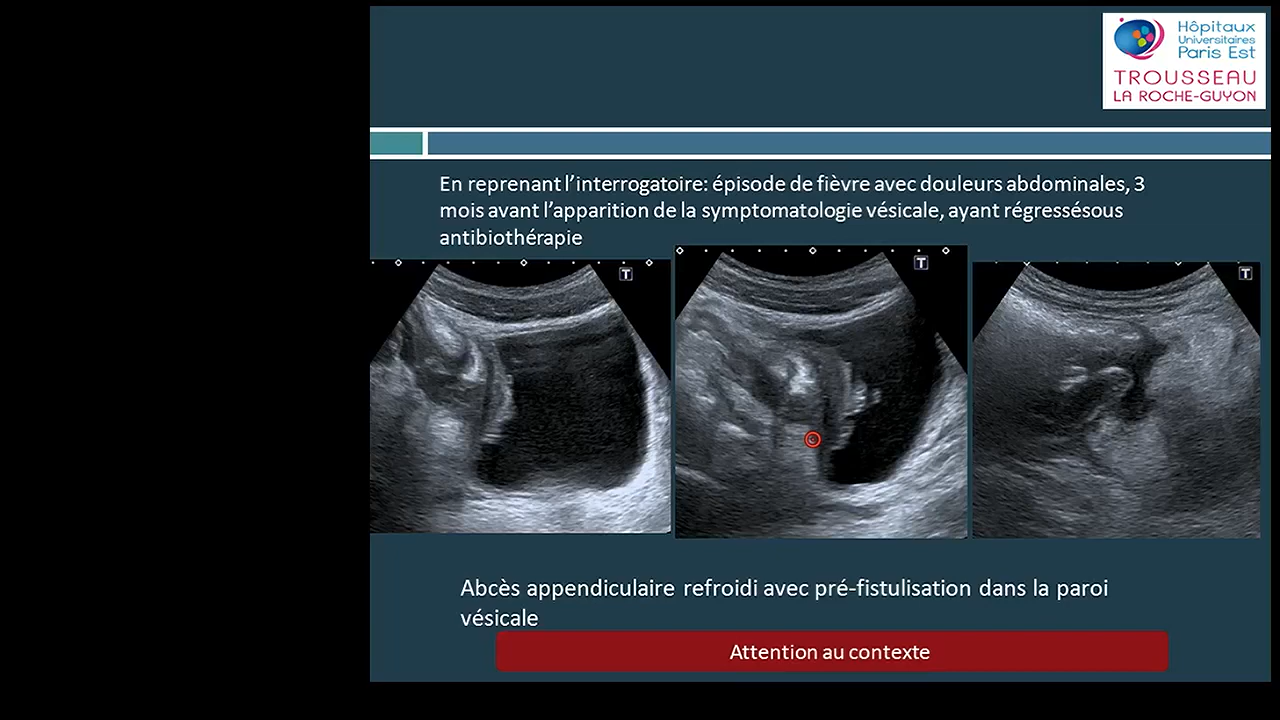 Hôpitaux
Universitaires
Paris Est
TROUSSEAU
LA ROCHE-GUYON
En reprenant l'interrogatoire: épisode de fièvre avec douleurs abdominales, 3
mois avant l'apparition de la symptomatologie vésicale, ayant régressésous
antibiothérapie
T
T
T
Abcès appendiculaire refroidi avec pré-fistulisation dans la paroi
vésicale
Attention au contexte